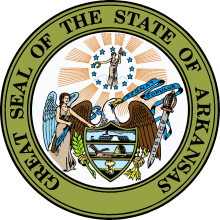 GREAT SEAL OF THE STATE OF ARKANSAS